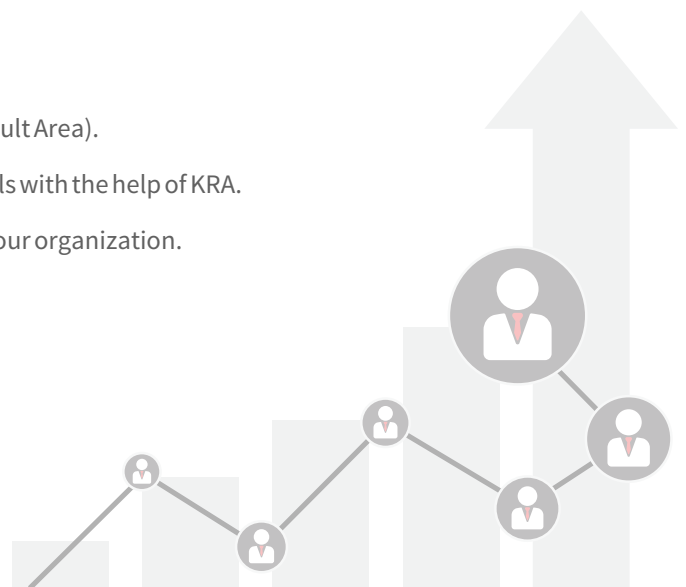 ult Area).
ls with the help of KRA.
our organization.